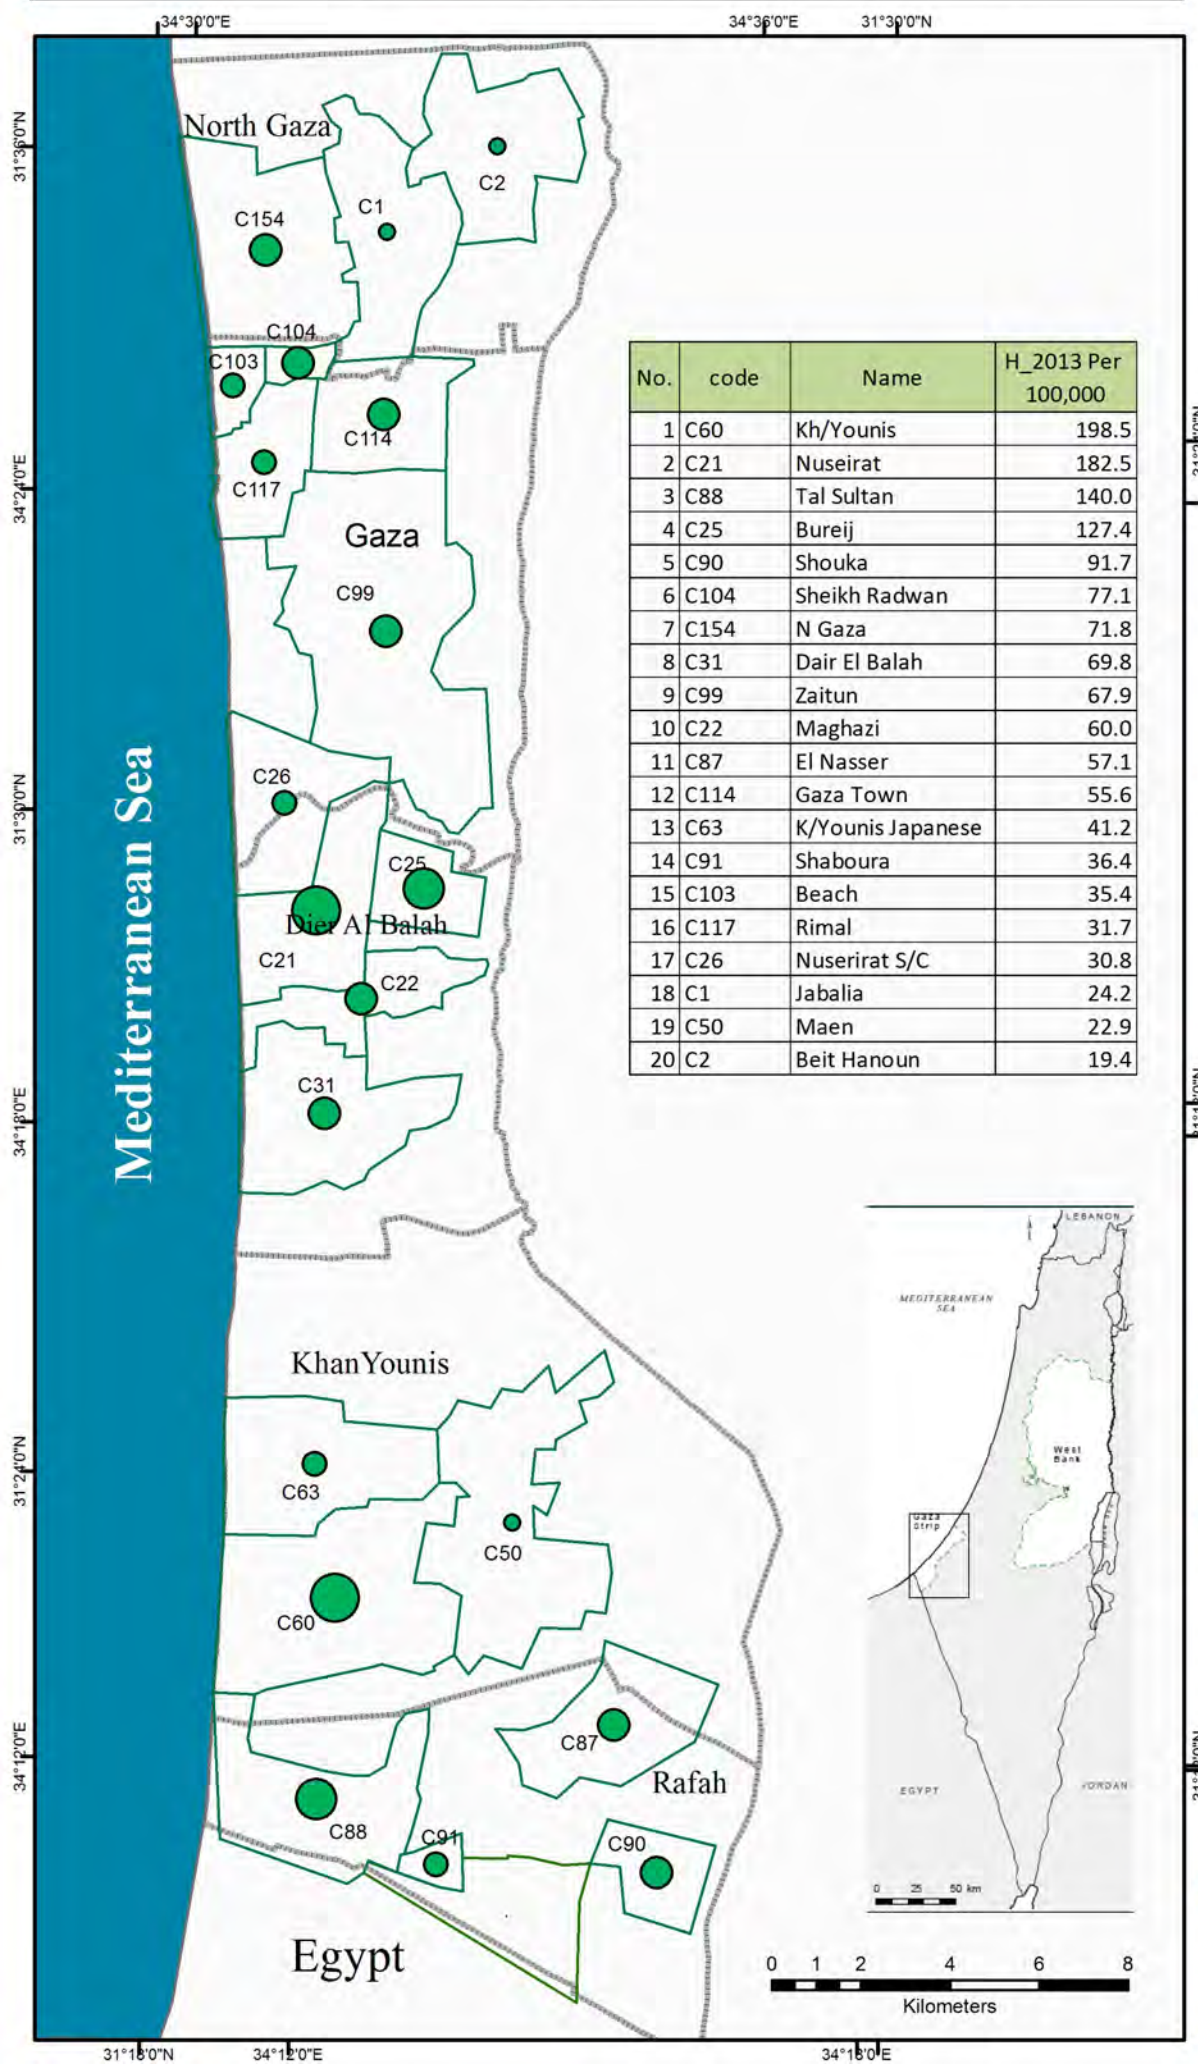 34°30'0"E
34°36'0"E
31°30'0"N
31°36'0"N
34°24'0"E
31°30'0"N
34°18'0"E
31°24'0"N
34°12'0"E
North Gaza
C2
C1
C154
C104
C103
C114
C117
Gaza
C99
C26
C25
Dier Al Balah
C21
C22
C31
Mediterranean Sea
KhanYounis
C63
C50
C60
C87
Rafah
C88
C91
C90
Egypt
No. code Name H_2013 Per 100,000
1 C60 Kh/Younis 198.5
2 C21 Nuseirat 182.5
3 C88 Tal Sultan 140.0
4 C25 Bureij 127.4
5 C90 Shouka 91.7
6 C104 Sheikh Radwan 77.1
7 C154 N Gaza 71.8
8 C31 Dair El Balah 69.8
9 C99 Zaitun 67.9
10 C22 Maghazi 60.0
11 C87 El Nasser 57.1
12 C114 Gaza Town 55.6
13 C63 K/Younis Japanese 41.2
14 C91 Shaboura 36.4
15 C103 Beach 35.4
16 C117 Rimal 31.7
17 C26 Nuserirat S/C 30.8
18 C1 Jabalia 24.2
19 C50 Maen 22.9
20 C2 Beit Hanoun 19.4
LEBANON
MEDITERRANEAN
SEA
West
Bank
Gaza
Strip
EGYPT
JORDAN
0 25 50 km
0 1 2 4 6 8
Kilometers
31°18'0"N
34°12'0"E
34°18'0"E